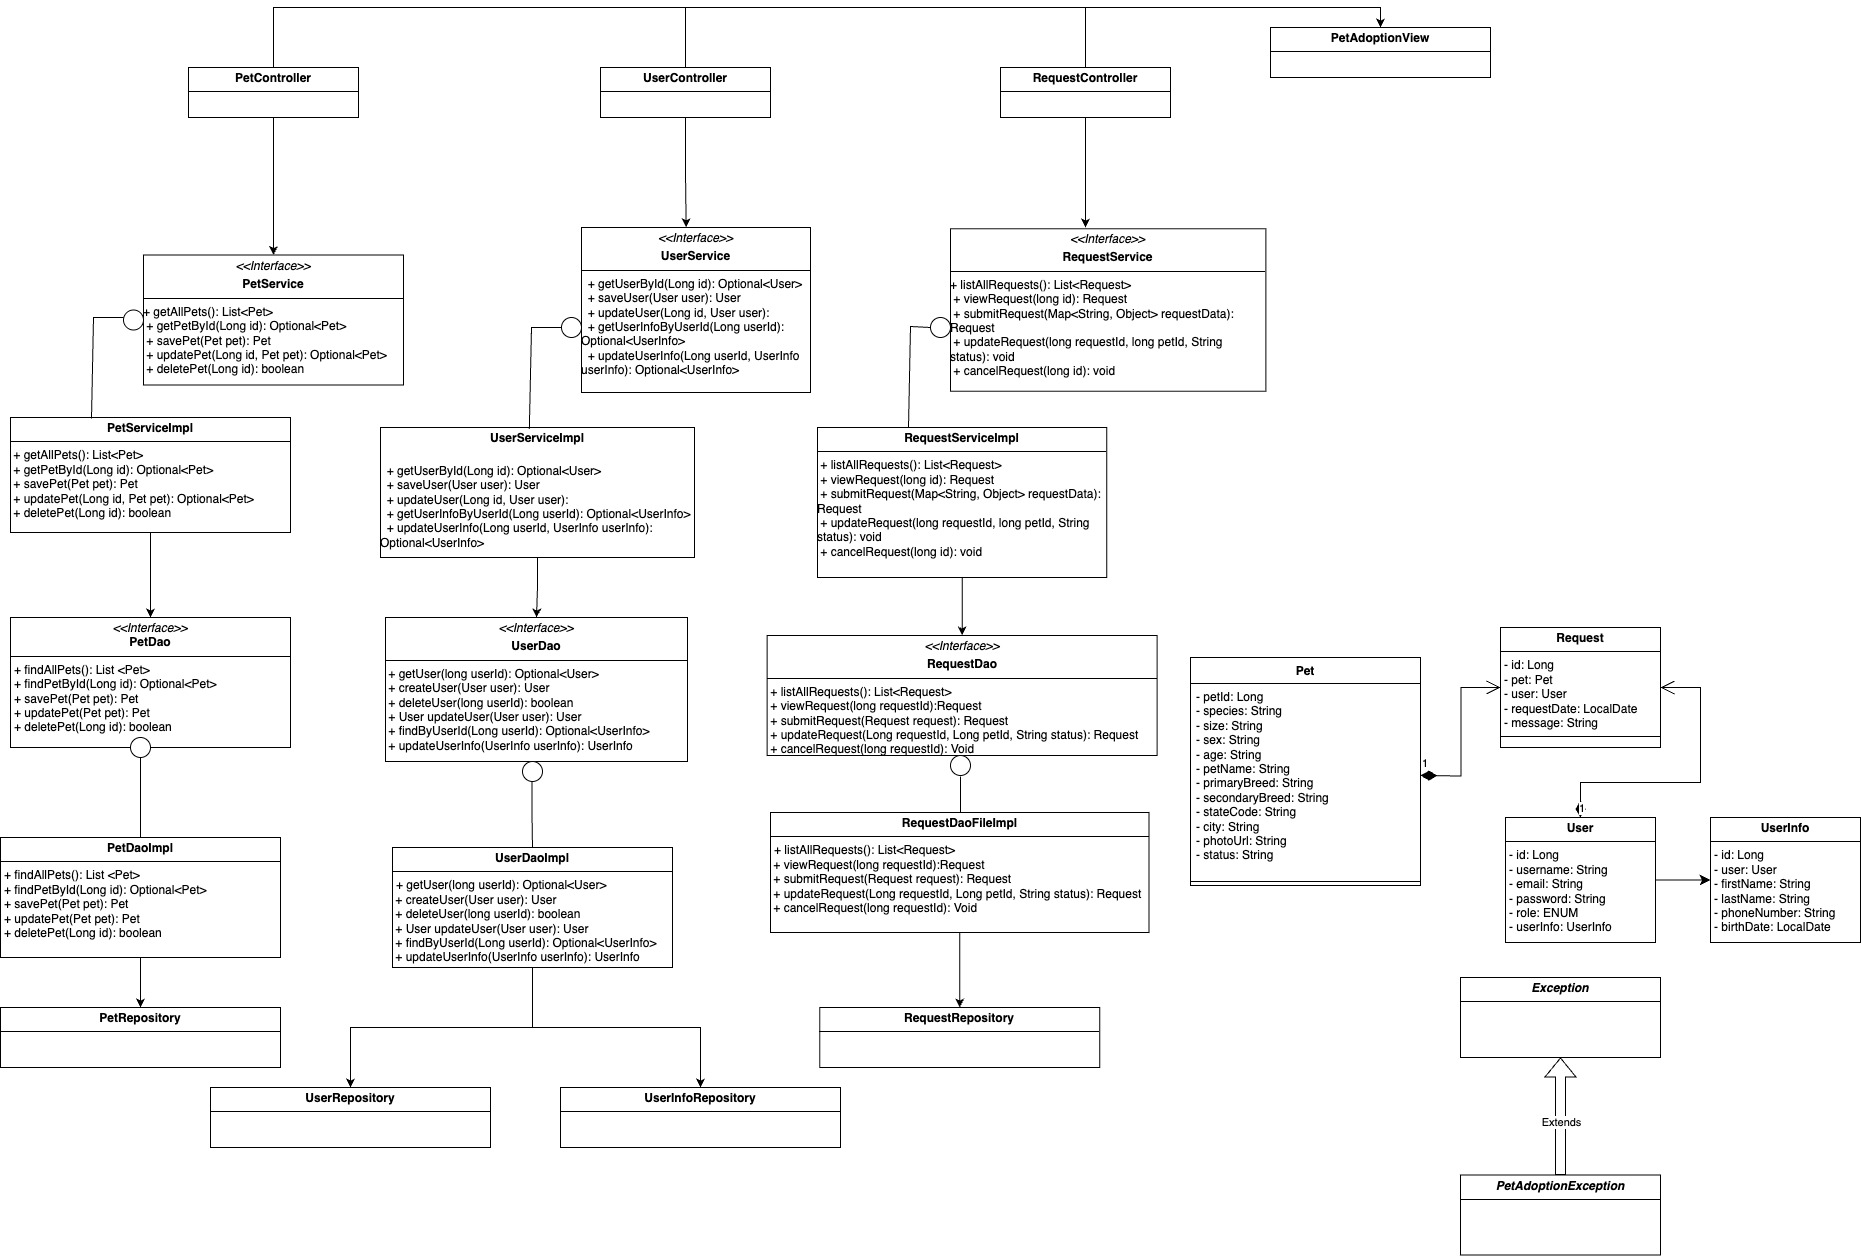 PetAdoptionView
PetController
UserController
RequestController
<<Interface>>
PetService
+ getAllPets(): List<Pet>
+ getPetById(Long id): Optional<Pet>
+ savePet(Pet pet): Pet
+ updatePet(Long id, Pet pet): Optional<Pet>
+ deletePet(Long id): boolean
<<Interface>>
UserService
+ getUserById(Long id): Optional<User>
+ saveUser(User user): User
+ updateUser(Long id, User user):
+ getUserInfoByUserId(Long userId):
Optional<UserInfo>
+ updateUserInfo(Long userId, UserInfo
userInfo): Optional<UserInfo>
<<Interface>>
RequestService
+ listAllRequests(): List<Request>
+ viewRequest(long id): Request
+ submitRequest(Map<String, Object> requestData):
Request
+ updateRequest(long requestId, long petId, String
status): void
+ cancelRequest(long id): void
PetServiceImpl
+ getAllPets(): List<Pet>
+ getPetById(Long id): Optional<Pet>
+ savePet(Pet pet): Pet
+ updatePet(Long id, Pet pet): Optional<Pet>
+ deletePet(Long id): boolean
UserServiceImpl
+ getUserById(Long id): Optional<User>
+ saveUser(User user): User
+ updateUser(Long id, User user):
+ getUserInfoByUserId(Long userId): Optional<UserInfo>
+ updateUserInfo(Long userId, UserInfo userInfo):
Optional<UserInfo>
RequestServiceImpl
+ listAllRequests(): List<Request>
+ viewRequest(long id): Request
+ submitRequest(Map<String, Object> requestData):
Request
+ updateRequest(long requestId, long petId, String
status): void
+ cancelRequest(long id): void
<<Interface>>
PetDao
+ findAllPets(): List <Pet>
+ findPetById(Long id): Optional<Pet>
+ savePet(Pet pet): Pet
+ updatePet(Pet pet): Pet
+ deletePet(Long id): boolean
<<Interface>>
UserDao
+ getUser(long userId): Optional<User>
+ createUser(User user): User
+ deleteUser(long userId): boolean
+ User updateUser(User user): User
+ findByUserId(Long userId): Optional<UserInfo>
+ updateUserInfo(UserInfo userInfo): UserInfo
<<Interface>>
RequestDao
+ listAllRequests(): List<Request>
+ viewRequest(long requestId):Request
+ submitRequest(Request request): Request
+ updateRequest(Long requestId, Long petId, String status): Request
+ cancelRequest(long requestId): Void
Pet
- petId: Long
- species: String
- size: String
- sex: String
- age: String
- petName: String
- primaryBreed: String
- secondaryBreed: String
- stateCode: String
- city: String
- photoUrl: String
- status: String
1
Request
- id: Long
- pet: Pet
- user: User
- requestDate: LocalDate
- message: String
1
User
- id: Long
- username: String
- email: String
- password: String
- role: ENUM
- userInfo: UserInfo
UserInfo
- id: Long
- user: User
- firstName: String
- lastName: String
- phoneNumber: String
- birthDate: LocalDate
PetDaoImpl
+ findAllPets(): List <Pet>
+ findPetById(Long id): Optional<Pet>
+ savePet(Pet pet): Pet
+ updatePet(Pet pet): Pet
+ deletePet(Long id): boolean
UserDaoImpl
+ getUser(long userId): Optional<User>
+ createUser(User user): User
+ deleteUser(long userId): boolean
+ User updateUser(User user): User
+ findByUserId(Long userId): Optional<UserInfo>
+ updateUserInfo(UserInfo userInfo): UserInfo
RequestDaoFileImpl
+ listAllRequests(): List<Request>
+ viewRequest(long requestId):Request
+ submitRequest(Request request): Request
+ updateRequest(Long requestId, Long petId, String status): Request
+ cancelRequest(long requestId): Void
PetRepository
RequestRepository
UserRepository
UserInfoRepository
Exception
Extends
PetAdoptionException